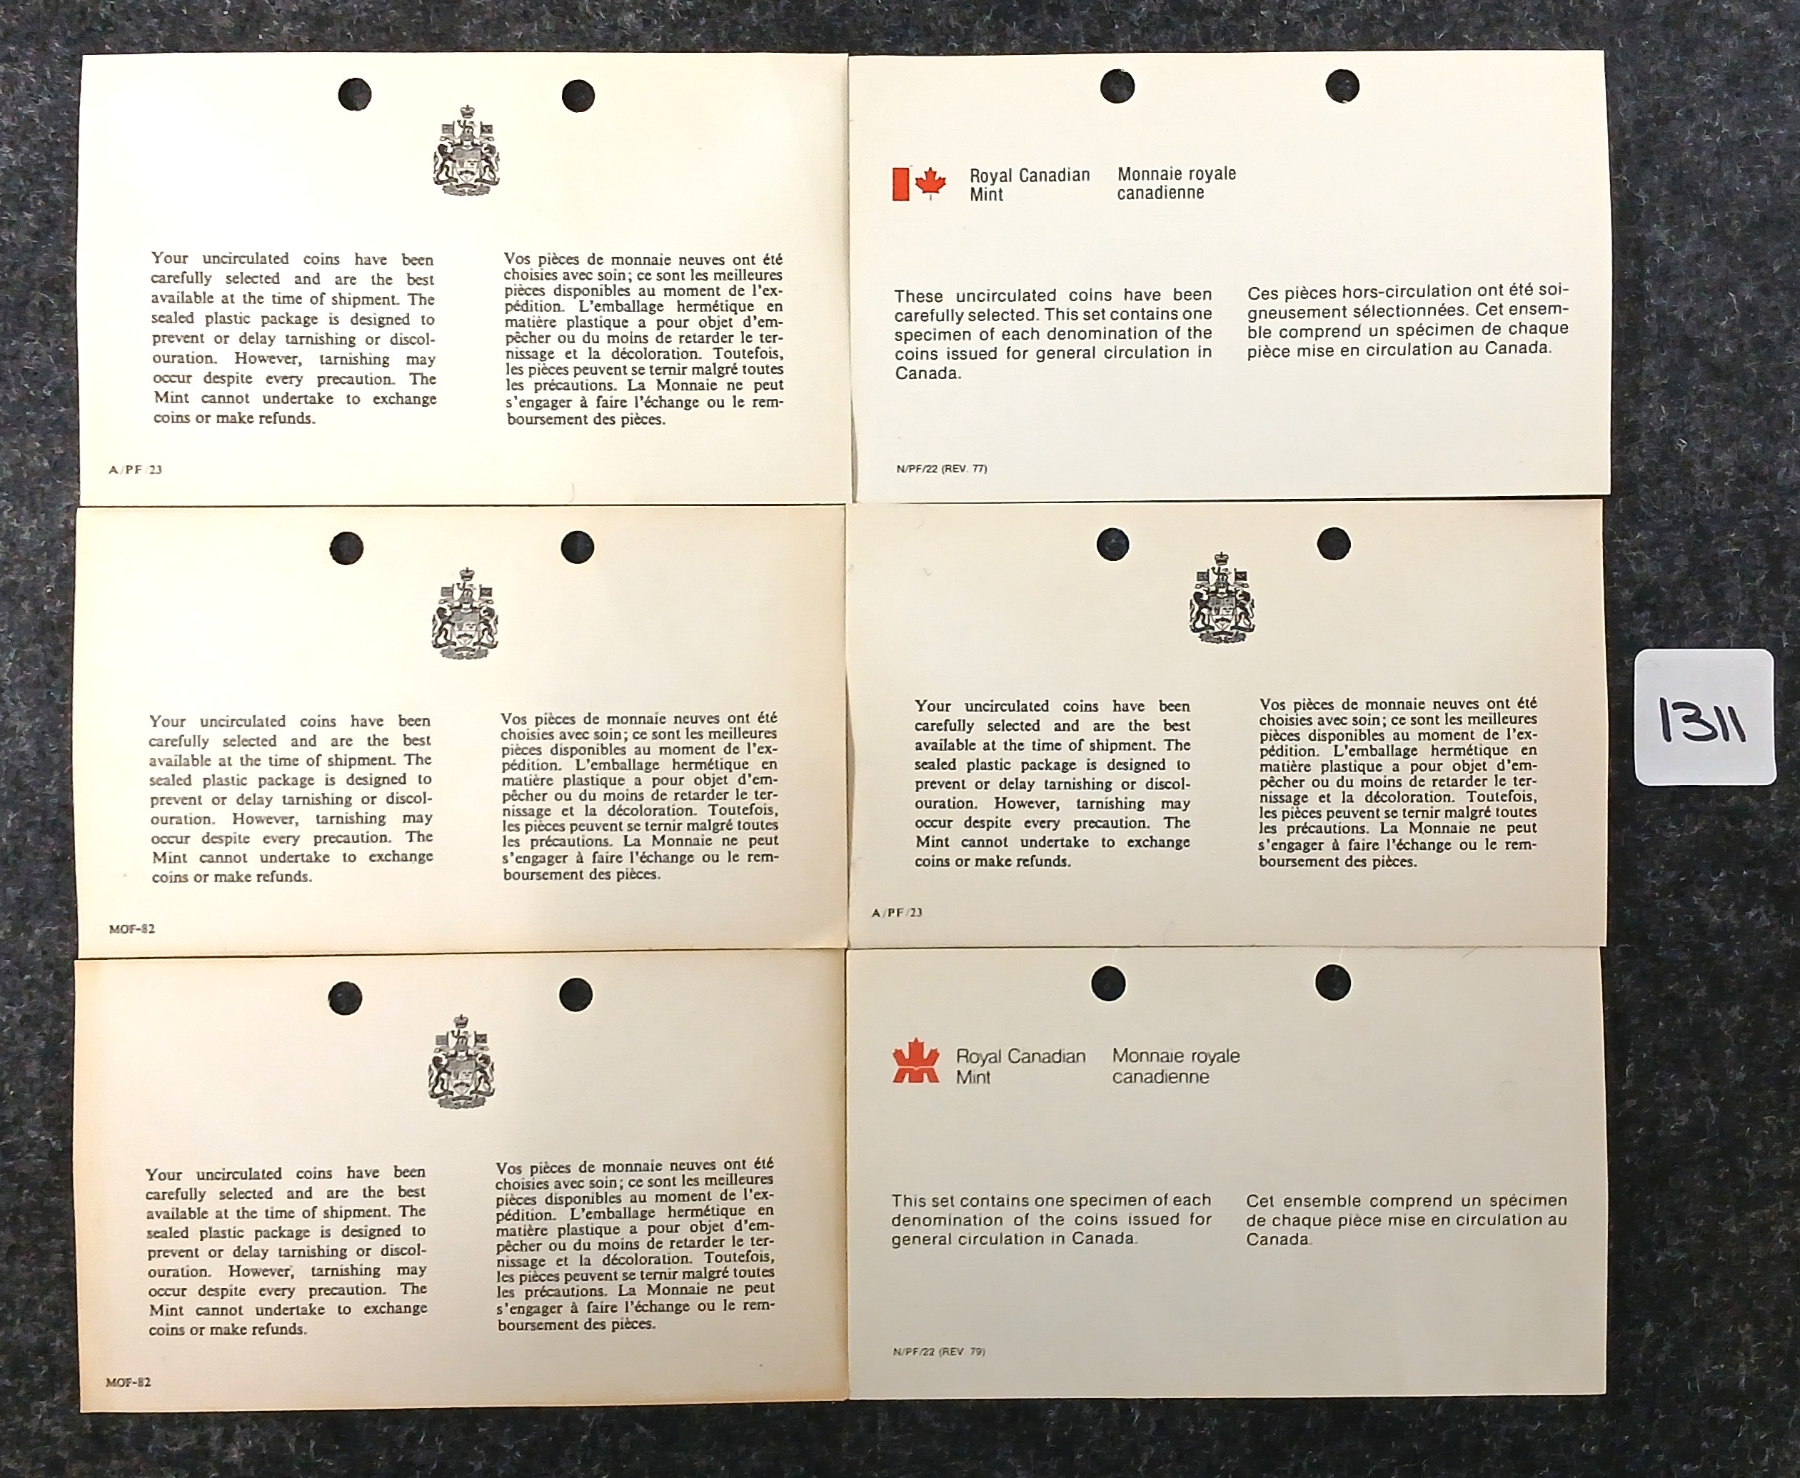 Your uncirculated coins have been
carefully selected and are the best
available at the time of shipment. The
sealed plastic package is designed to
prevent or delay tarnishing or discol-
ouration. However, tarnishing may
occur despite every precaution. The
Mint cannot undertake to exchange
coins or make refunds.
Vos pièces de monnaie neuves ont été
choisies avec soin; ce sont les meilleures
pièces disponibles au moment de l'ex-
pédition. L'emballage hermétique en
matière plastique a pour objet d'em-
pêcher ou du moins de retarder le ter-
nissage et la décoloration. Toutefois,
les pièces peuvent se ternir malgré toutes
les précautions. La Monnaie ne peut
s'engager à faire l'échange ou le rem-
boursement des pièces.
A/PF/23
Royal Canadian
Mint
Monnaie royale
canadienne
These uncirculated coins have been
carefully selected. This set contains one
specimen of each denomination of the
coins issued for general circulation in
Canada.
Ces pièces hors-circulation ont été soi-
gneusement sélectionnées. Cet ensem-
ble comprend un spécimen de chaque
pièce mise en circulation au Canada.
N/PF/22 (REV. 77)
Your uncirculated coins have been
carefully selected and are the best
available at the time of shipment. The
sealed plastic package is designed to
prevent or delay tarnishing or discol-
ouration. However, tarnishing may
occur despite every precaution. The
Mint cannot undertake to exchange
coins or make refunds.
Vos pièces de monnaie neuves ont été
choisies avec soin; ce sont les meilleures
pièces disponibles au moment de l'ex-
pédition. L'emballage hermétique en
matière plastique a pour objet d'em-
pêcher ou du moins de retarder le ter-
nissage et la décoloration. Toutefois,
les pièces peuvent se ternir malgré toutes
les précautions. La Monnaie ne peut
s'engager à faire l'échange ou le rem-
boursement des pièces.
MOF-82
Your uncirculated coins have been
carefully selected and are the best
available at the time of shipment. The
sealed plastic package is designed to
prevent or delay tarnishing or discol-
ouration. However, tarnishing may
occur despite every precaution. The
Mint cannot undertake to exchange
coins or make refunds.
Vos pièces de monnaie neuves ont été
choisies avec soin; ce sont les meilleures
pièces disponibles au moment de l'ex-
pédition. L'emballage hermétique en
matière plastique a pour objet d'em-
pêcher ou du moins de retarder le ter-
nissage et la décoloration. Toutefois,
les pièces peuvent se ternir malgré toutes
les précautions. La Monnaie ne peut
s'engager à faire l'échange ou le rem-
boursement des pièces.
A/PF/23
1311
Your uncirculated coins have been
carefully selected and are the best
available at the time of shipment. The
sealed plastic package is designed to
prevent or delay tarnishing or discol-
ouration. However, tarnishing may
occur despite every precaution. The
Mint cannot undertake to exchange
coins or make refunds.
Vos pièces de monnaie neuves ont été
choisies avec soin; ce sont les meilleures
pièces disponibles au moment de l'ex-
pédition. L'emballage hermétique en
matière plastique a pour objet d'em-
pêcher ou du moins de retarder le ter-
nissage et la décoloration. Toutefois,
les pièces peuvent se ternir malgré toutes
les précautions. La Monnaie ne peut
s'engager à faire l'échange ou le rem-
boursement des pièces.
MOF-82
Royal Canadian
Mint
Monnaie royale
canadienne
This set contains one specimen of each
denomination of the coins issued for
general circulation in Canada.
Cet ensemble comprend un spécimen
de chaque pièce mise en circulation au
Canada.
N/PF/22 (REV. 79)